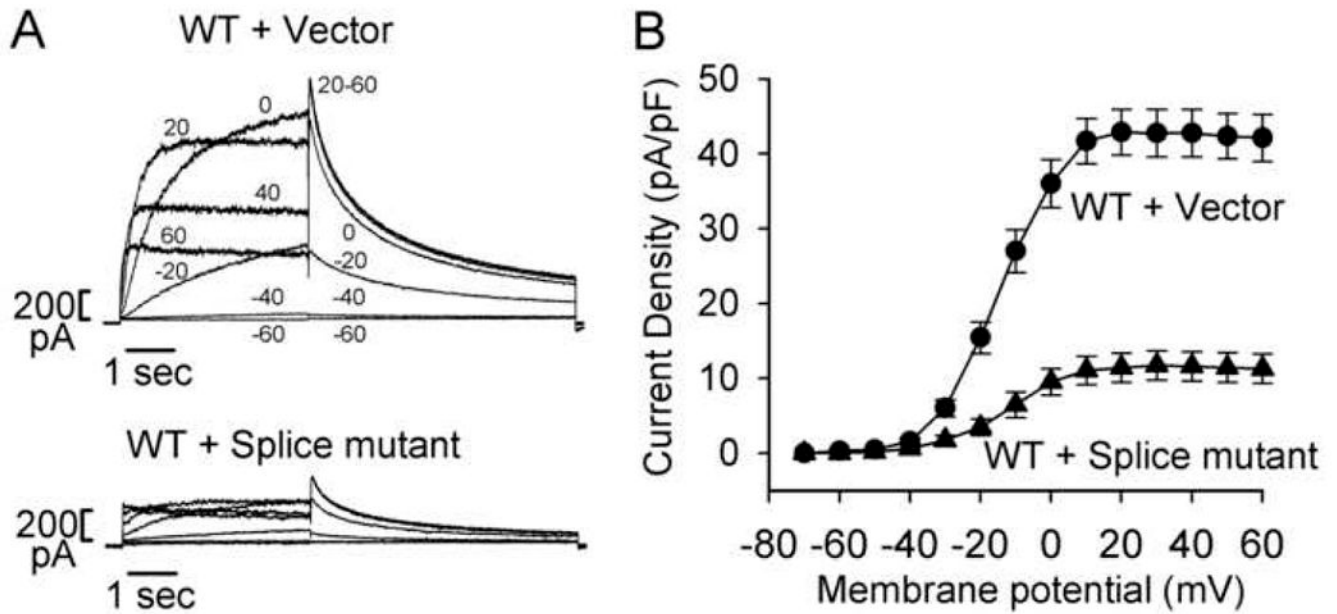 A
WT + Vector
20-60
0
20
40
0
60
-20
-20
-40
-40
-60
-60
200
pA
1 sec
WT + Splice mutant
200
pA
1 sec
B
50
40
30
20
10
0
Current Density (pA/pF)
WT + Vector
WT + Splice mutant
-80 -60 -40 -20 0 20 40 60
Membrane potential (mV)